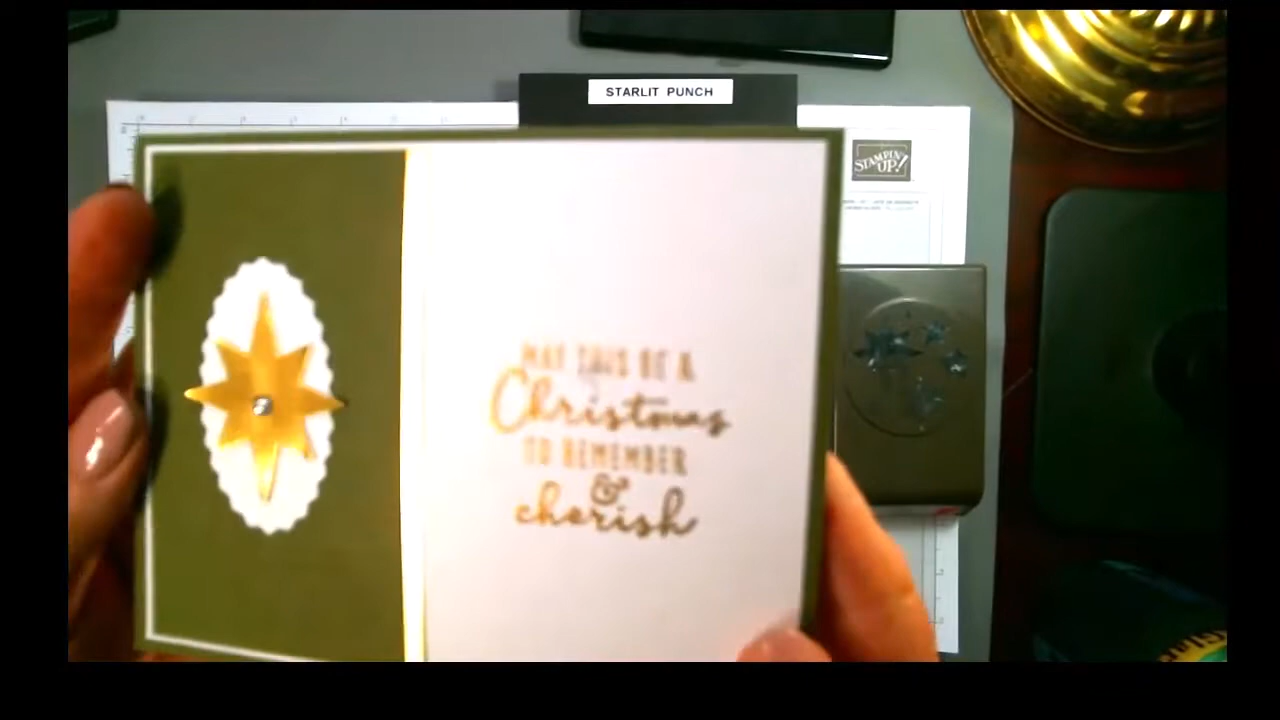 STARLIT PUNCH
STAMPIN' UP!
MAY THIS BE A
Christmas
TO REMEMBER
&
cherish